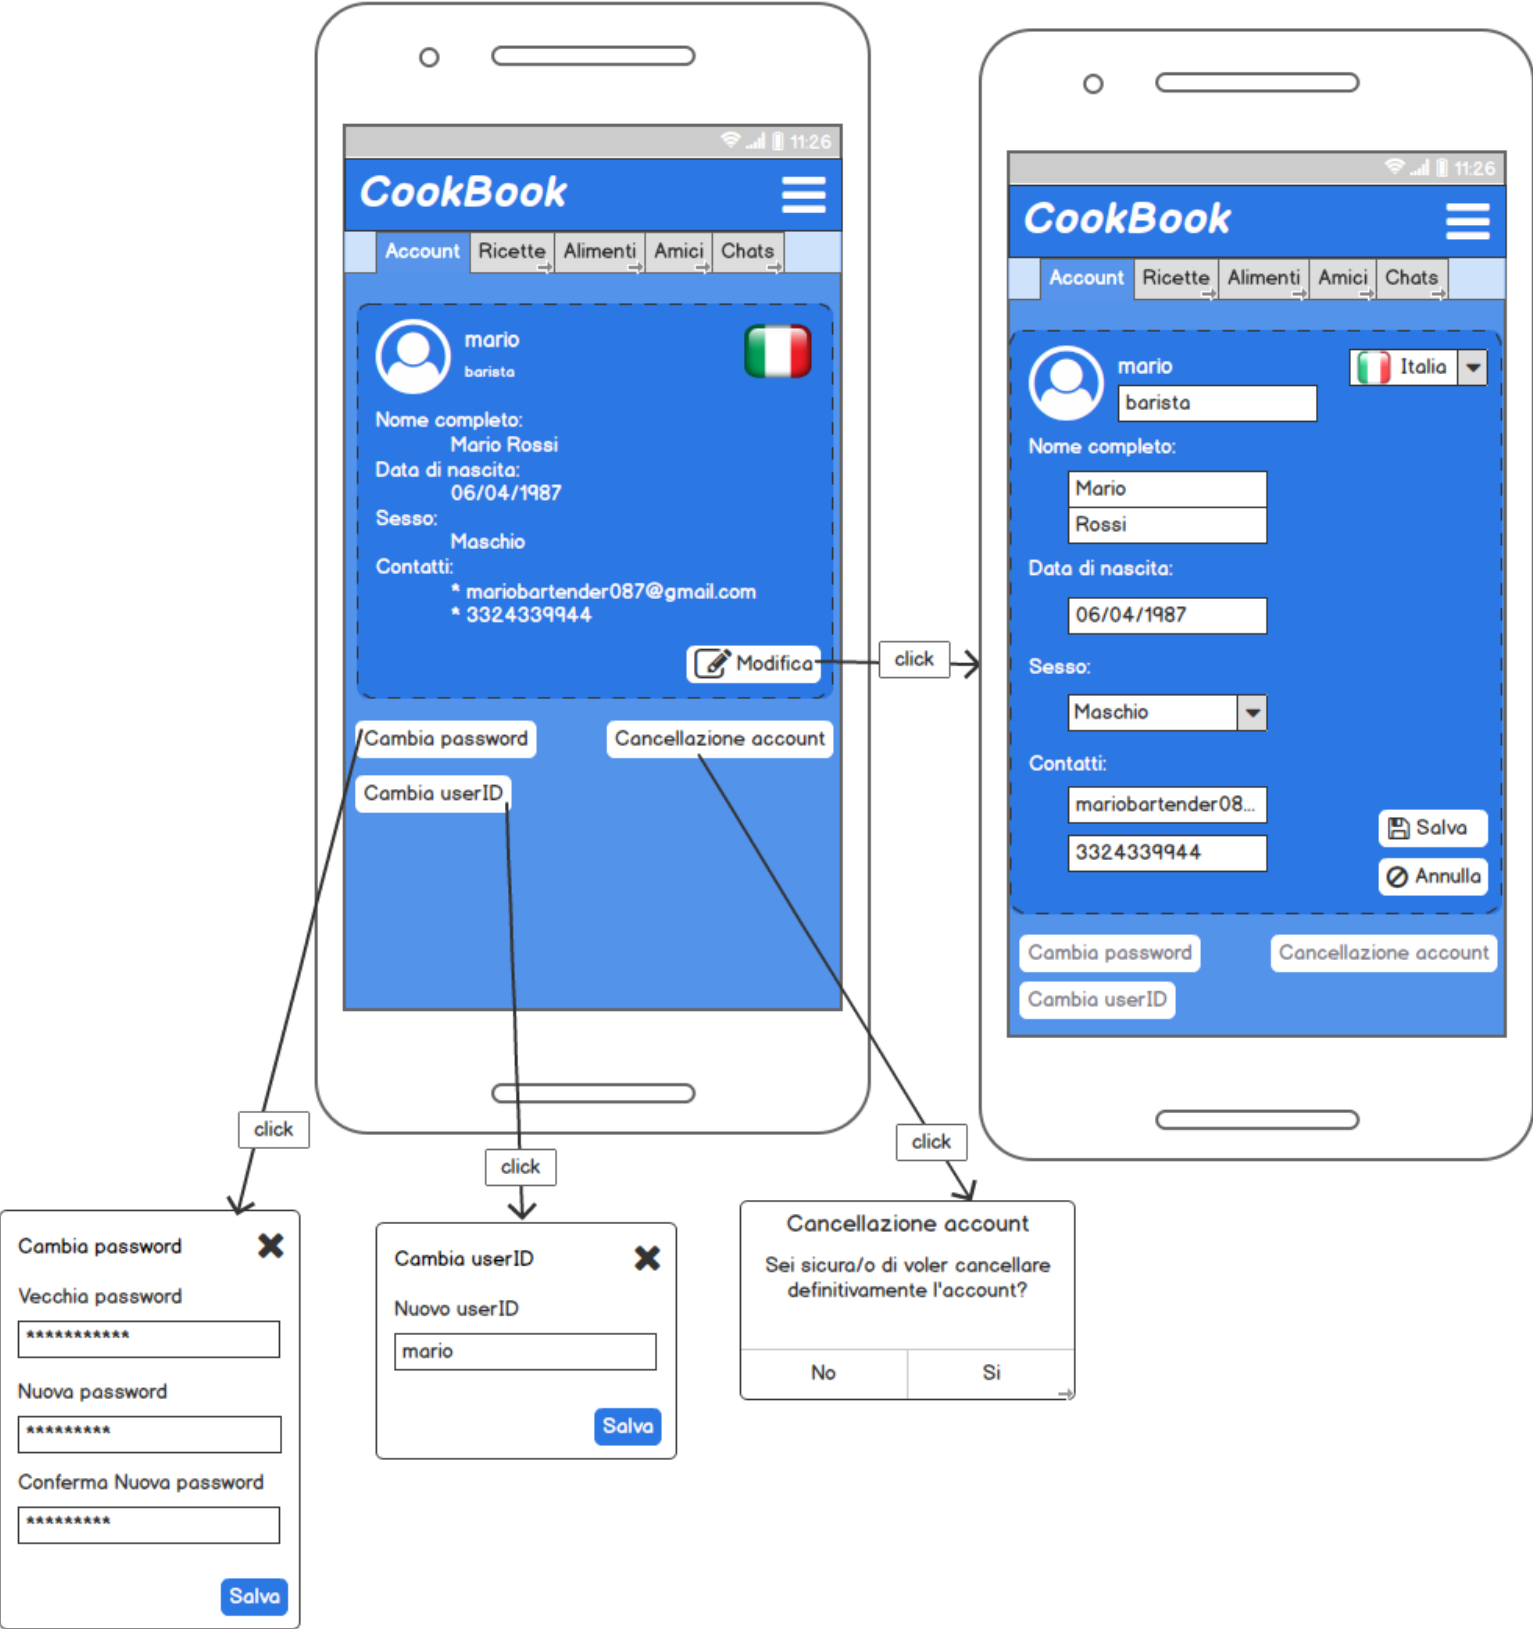 11:26
CookBook
Account Ricette Alimenti Amici Chats
mario
barista
Nome completo:
Mario Rossi
Data di nascita:
06/04/1987
Sesso:
Maschio
Contatti:
* mariobartender087@gmail.com
* 3324339944
Modifica
Cambia password
Cancellazione account
Cambia userID
click
11:26
CookBook
Account Ricette Alimenti Amici Chats
mario
Italia
barista
Nome completo:
Mario
Rossi
Data di nascita:
06/04/1987
Sesso:
Maschio
Contatti:
mariobartender08...
3324339944
Salva
Annulla
Cambia password
Cancellazione account
Cambia userID
click
click
click
Cambia password
Vecchia password
***********
Nuova password
*********
Conferma Nuova password
*********
Salva
Cambia userID
Nuovo userID
mario
Salva
Cancellazione account
Sei sicura/o di voler cancellare
definitivamente l'account?
No
Si